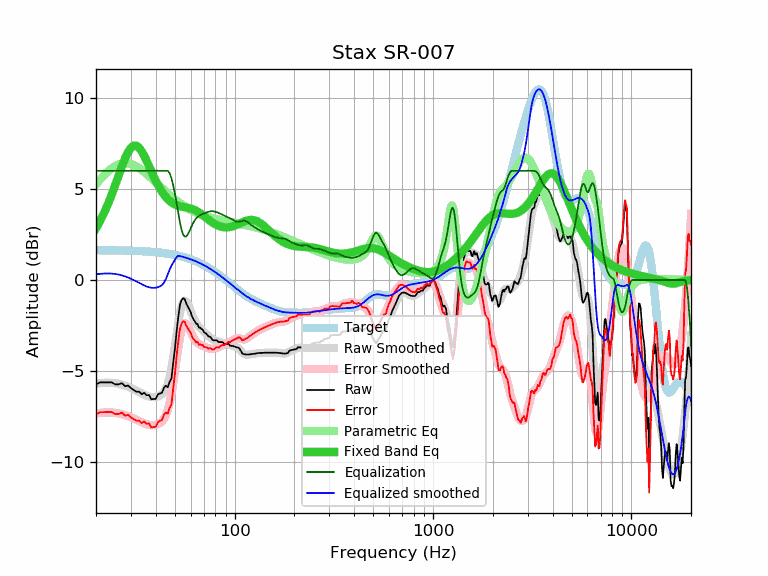 Stax SR-007
10
5
0
−5
−10
Amplitude (dBr)
Target
Raw Smoothed
Error Smoothed
Raw
Error
Parametric Eq
Fixed Band Eq
Equalization
Equalized smoothed
100
1000
10000
Frequency (Hz)